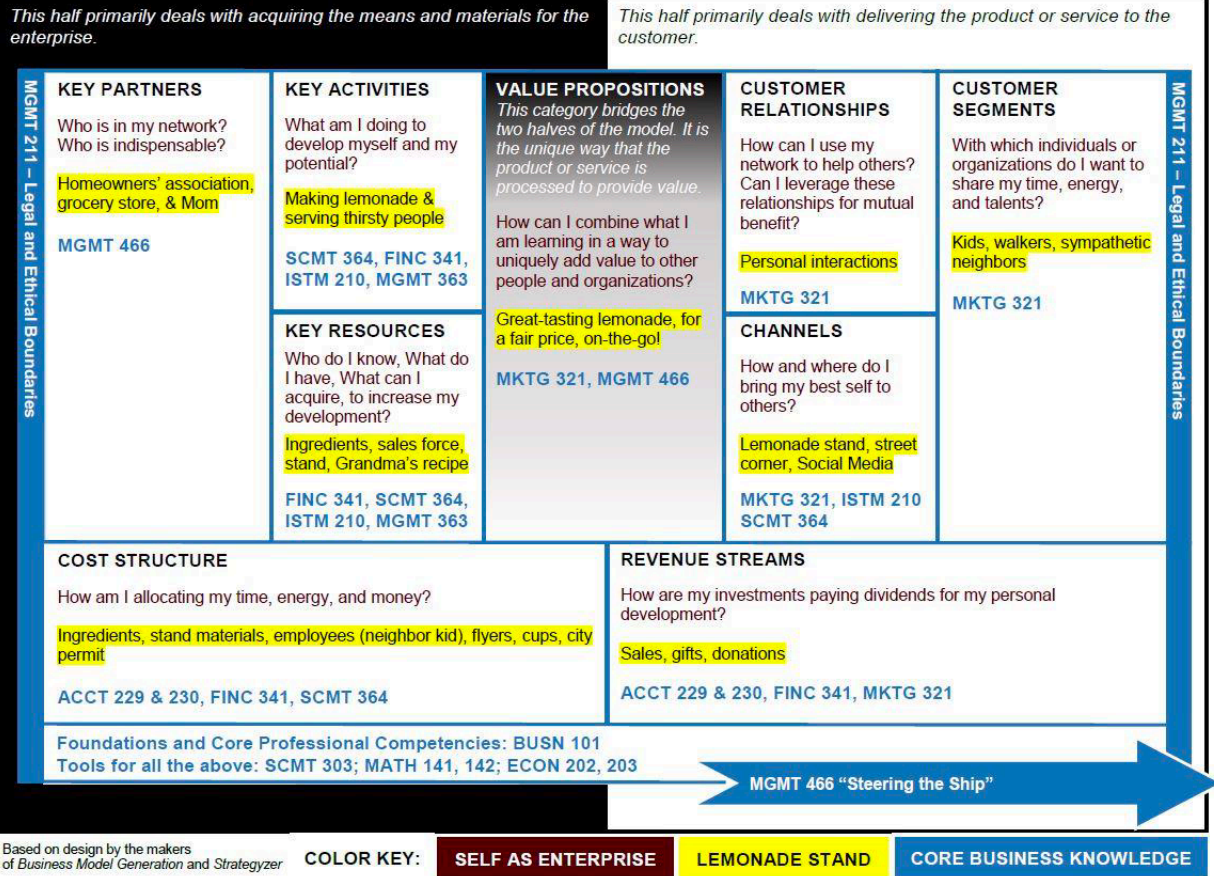 This half primarily deals with acquiring the means and materials for the
enterprise.
This half primarily deals with delivering the product or service to the
customer.
MGMT 211 – Legal and Ethical Boundaries
KEY PARTNERS
Who is in my network?
Who is indispensable?
Homeowners' association,
grocery store, & Mom
MGMT 466
KEY ACTIVITIES
What am I doing to
develop myself and my
potential?
Making lemonade &
serving thirsty people
SCMT 364, FINC 341,
ISTM 210, MGMT 363
KEY RESOURCES
Who do I know, What do
I have, What can I
acquire, to increase my
development?
Ingredients, sales force,
stand, Grandma's recipe
FINC 341, SCMT 364,
ISTM 210, MGMT 363
VALUE PROPOSITIONS
This category bridges the
two halves of the model. It is
the unique way that the
product or service is
processed to provide value.
How can I combine what I
am learning in a way to
uniquely add value to other
people and organizations?
Great-tasting lemonade, for
a fair price, on-the-go!
MKTG 321, MGMT 466
CUSTOMER
RELATIONSHIPS
How can I use my
network to help others?
Can I leverage these
relationships for mutual
benefit?
Personal interactions
MKTG 321
CHANNELS
How and where do I
bring my best self to
others?
Lemonade stand, street
corner, Social Media
MKTG 321, ISTM 210
SCMT 364
CUSTOMER
SEGMENTS
With which individuals or
organizations do I want to
share my time, energy,
and talents?
Kids, walkers, sympathetic
neighbors
MKTG 321
MGMT 211 – Legal and Ethical Boundaries
COST STRUCTURE
How am I allocating my time, energy, and money?
Ingredients, stand materials, employees (neighbor kid), flyers, cups, city
permit
ACCT 229 & 230, FINC 341, SCMT 364
REVENUE STREAMS
How are my investments paying dividends for my personal
development?
Sales, gifts, donations
ACCT 229 & 230, FINC 341, MKTG 321
Foundations and Core Professional Competencies: BUSN 101
Tools for all the above: SCMT 303; MATH 141, 142; ECON 202, 203
MGMT 466 "Steering the Ship"
Based on design by the makers
of Business Model Generation and Strategyzer
COLOR KEY:
SELF AS ENTERPRISE
LEMONADE STAND
CORE BUSINESS KNOWLEDGE